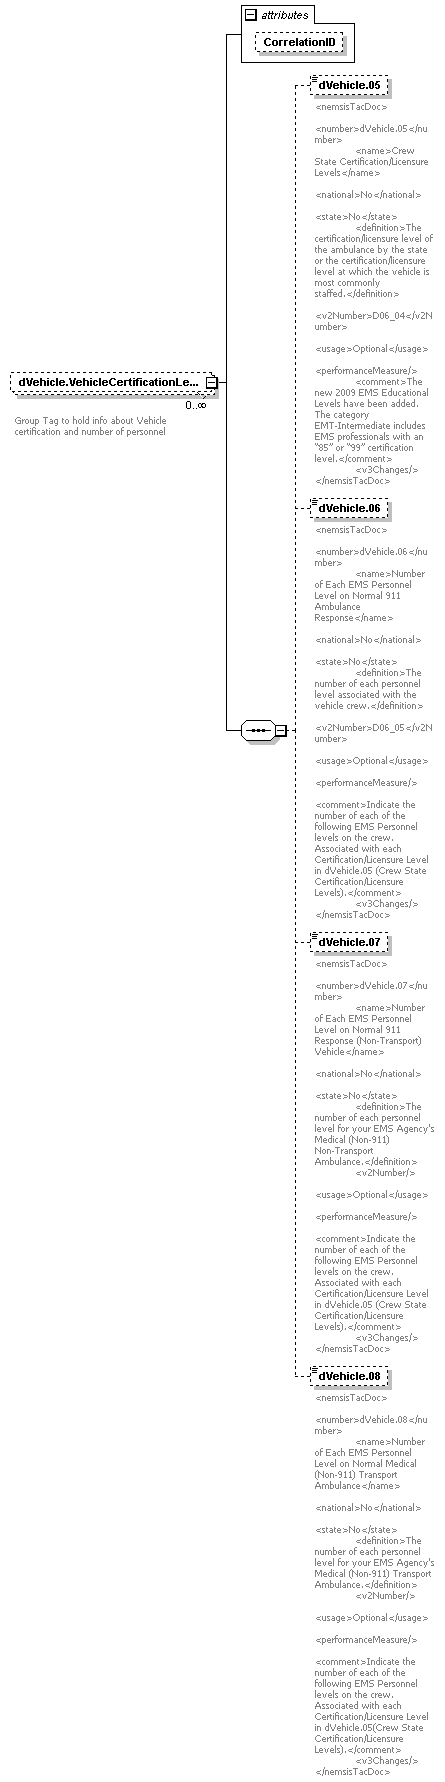 attributes
CorrelationID
dVehicle.VehicleCertificationLe...
0..∞
Group Tag to hold info about Vehicle
certification and number of personnel
dVehicle.05
<nemsisTacDoc>
<number>dVehicle.05</nu
mber>
<name>Crew
State Certification/Licensure
Levels</name>
<national>No</national>
<state>No</state>
<definition>The
certification/licensure level of
the ambulance by the state
or the certification/licensure
level at which the vehicle is
most commonly
staffed.</definition>
<v2Number>D06_04</v2N
umber>
<usage>Optional</usage>
<performanceMeasure/>
<comment>The
new 2009 EMS Educational
Levels have been added.
The category
EMT-Intermediate includes
EMS professionals with an
“85” or “99” certification
level.</comment>
<v3Changes/>
</nemsisTacDoc>
dVehicle.06
<nemsisTacDoc>
<number>dVehicle.06</nu
mber>
<name>Number
of Each EMS Personnel
Level on Normal 911
Ambulance
Response</name>
<national>No</national>
<state>No</state>
<definition>The
number of each personnel
level associated with the
vehicle crew.</definition>
<v2Number>D06_05</v2N
umber>
<usage>Optional</usage>
<performanceMeasure/>
<comment>Indicate the
number of each of the
following EMS Personnel
levels on the crew.
Associated with each
Certification/Licensure Level
in dVehicle.05 (Crew State
Certification/Licensure
Levels).</comment>
<v3Changes/>
</nemsisTacDoc>
dVehicle.07
<nemsisTacDoc>
<number>dVehicle.07</nu
mber>
<name>Number
of Each EMS Personnel
Level on Normal 911
Response (Non-Transport)
Vehicle</name>
<national>No</national>
<state>No</state>
<definition>The
number of each personnel
level for your EMS Agency's
Medical (Non-911)
Non-Transport
Ambulance.</definition>
<v2Number/>
<usage>Optional</usage>
<performanceMeasure/>
<comment>Indicate the
number of each of the
following EMS Personnel
levels on the crew.
Associated with each
Certification/Licensure Level
in dVehicle.05 (Crew State
Certification/Licensure
Levels).</comment>
<v3Changes/>
</nemsisTacDoc>
dVehicle.08
<nemsisTacDoc>
<number>dVehicle.08</nu
mber>
<name>Number
of Each EMS Personnel
Level on Normal Medical
(Non-911) Transport
Ambulance</name>
<national>No</national>
<state>No</state>
<definition>The
number of each personnel
level for your EMS Agency's
Medical (Non-911) Transport
Ambulance.</definition>
<v2Number/>
<usage>Optional</usage>
<performanceMeasure/>
<comment>Indicate the
number of each of the
following EMS Personnel
levels on the crew.
Associated with each
Certification/Licensure Level
in dVehicle.05(Crew State
Certification/Licensure
Levels).</comment>
<v3Changes/>
</nemsisTacDoc>